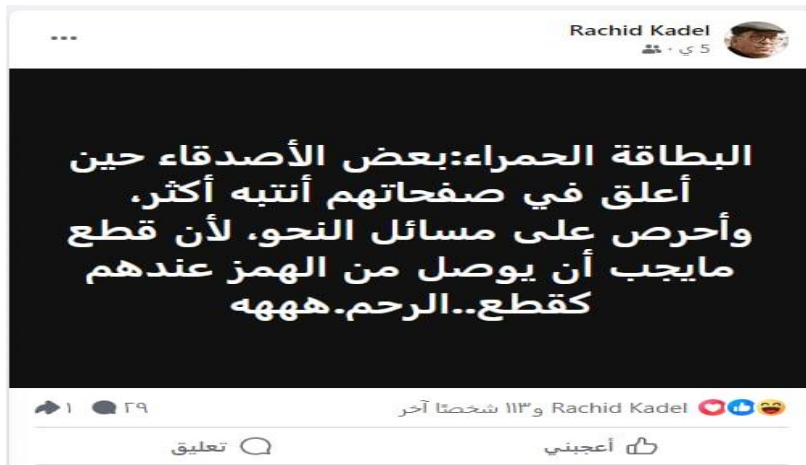 Rachid Kadel
5 ي
البطاقة الحمراء:بعض الأصدقاء حين
أعلق في صفحاتهم أنتبه أكثر،
وأحرص على مسائل النحو، لأن قطع
مايجب أن يوصل من الهمز عندهم
كقطع..الرحم.هههه
Rachid Kadel و١١٣ شخصًا آخر
٢٩ ١
أعجبني تعليق